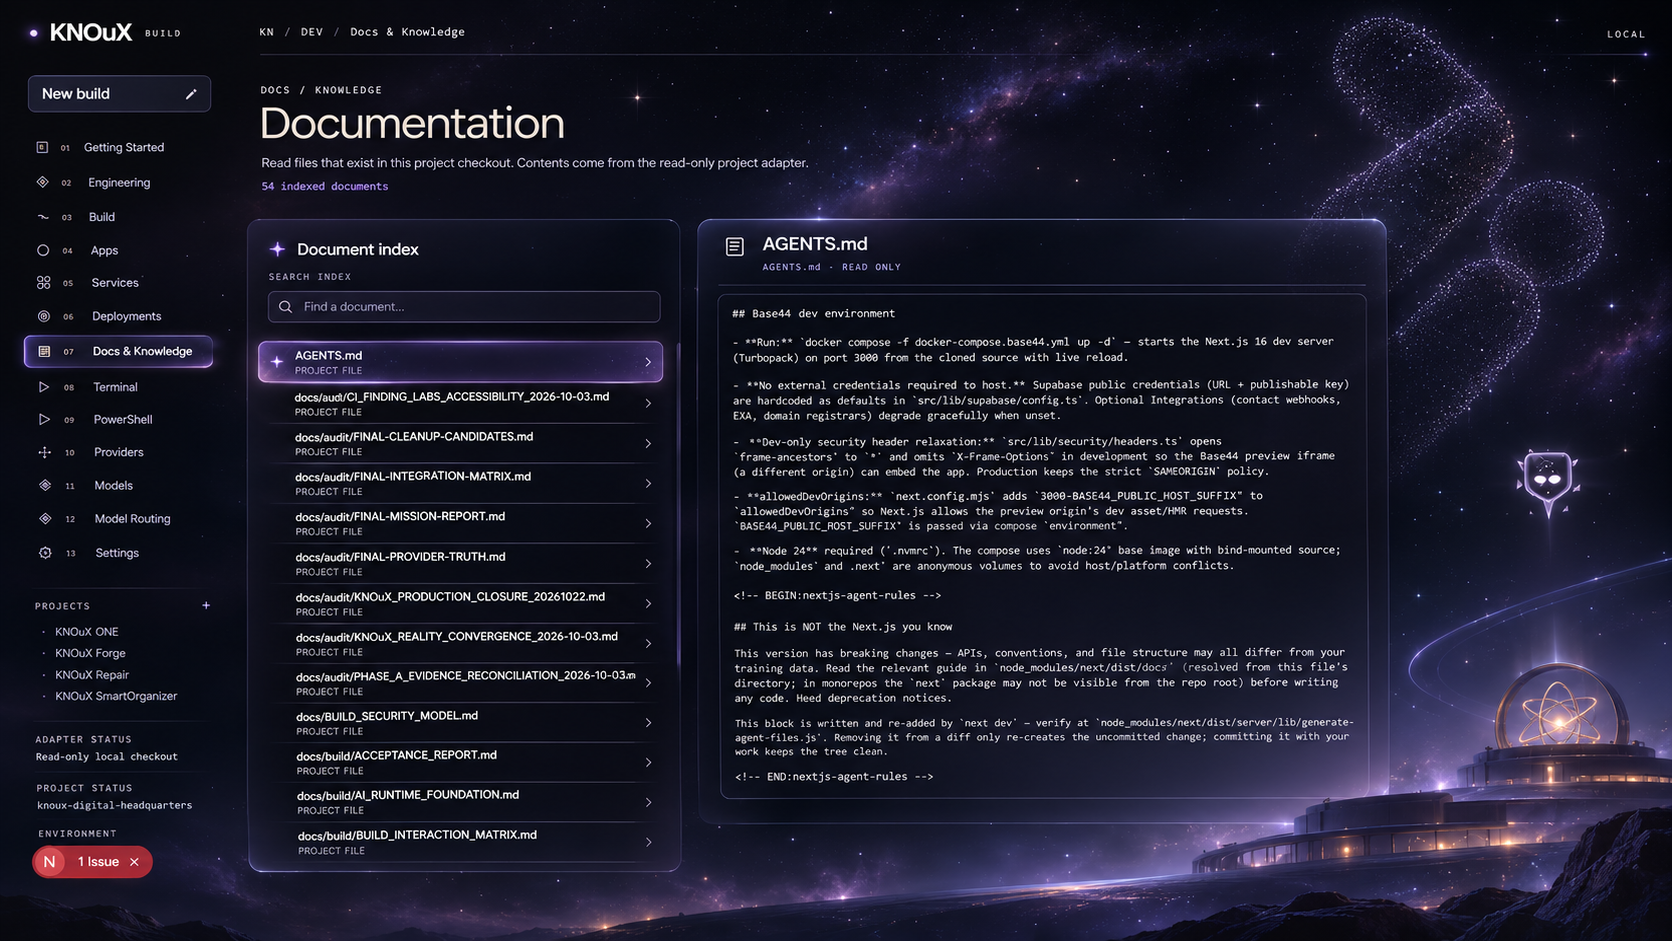 KNOuX BUILD
KN / DEV / Docs & Knowledge
LOCAL
New build
01 Getting Started
02 Engineering
03 Build
04 Apps
05 Services
06 Deployments
07 Docs & Knowledge
08 Terminal
09 PowerShell
10 Providers
11 Models
12 Model Routing
13 Settings
PROJECTS +
· KNOuX ONE
· KNOuX Forge
· KNOuX Repair
· KNOuX SmartOrganizer
ADAPTER STATUS
Read-only local checkout
PROJECT STATUS
knoux-digital-headquarters
ENVIRONMENT
N 1 Issue ×
DOCS / KNOWLEDGE
Documentation
Read files that exist in this project checkout. Contents come from the read-only project adapter.
54 indexed documents
Document index
SEARCH INDEX
Find a document...
AGENTS.md
PROJECT FILE
docs/audit/CI_FINDING_LABS_ACCESSIBILITY_2026-10-03.md
PROJECT FILE
docs/audit/FINAL-CLEANUP-CANDIDATES.md
PROJECT FILE
docs/audit/FINAL-INTEGRATION-MATRIX.md
PROJECT FILE
docs/audit/FINAL-MISSION-REPORT.md
PROJECT FILE
docs/audit/FINAL-PROVIDER-TRUTH.md
PROJECT FILE
docs/audit/KNOuX_PRODUCTION_CLOSURE_20261022.md
PROJECT FILE
docs/audit/KNOuX_REALITY_CONVERGENCE_2026-10-03.md
PROJECT FILE
docs/audit/PHASE_A_EVIDENCE_RECONCILIATION_2026-10-03.m
PROJECT FILE
docs/BUILD_SECURITY_MODEL.md
PROJECT FILE
docs/build/ACCEPTANCE_REPORT.md
PROJECT FILE
docs/build/AI_RUNTIME_FOUNDATION.md
PROJECT FILE
docs/build/BUILD_INTERACTION_MATRIX.md
PROJECT FILE
AGENTS.md
AGENTS.md · READ ONLY
## Base44 dev environment
- **Run:** `docker compose -f docker-compose.base44.yml up -d` — starts the Next.js 16 dev server
(Turbopack) on port 3000 from the cloned source with live reload.
- **No external credentials required to host.** Supabase public credentials (URL + publishable key)
are hardcoded as defaults in `src/lib/supabase/config.ts`. Optional Integrations (contact webhooks,
EXA, domain registrars) degrade gracefully when unset.
- **Dev-only security header relaxation:** `src/lib/security/headers.ts` opens
`frame-ancestors` to `*` and omits `X-Frame-Options" in development so the Base44 preview iframe
(a different origin) can embed the app. Production keeps the strict `SAMEORIGIN` policy.
- **allowedDevOrigins:** `next.config.mjs` adds `3000-BASE44_PUBLIC_HOST_SUFFIX" to
`allowedDevOrigins" so Next.js allows the preview origin's dev asset/HMR requests.
`BASE44_PUBLIC_HOST_SUFFIX` is passed via compose `environment".
- **Node 24** required (`.nvmrc`). The compose uses `node:24" base image with bind-mounted source;
`node_modules` and .next` are anonymous volumes to avoid host/platform conflicts.
<!-- BEGIN:nextjs-agent-rules -->
## This is NOT the Next.js you know
This version has breaking changes — APIs, conventions, and file structure may all differ from your
training data. Read the relevant guide in `node_modules/next/dist/docs` (resolved from this file's
directory; in monorepos the `next` package may not be visible from the repo root) before writing
any code. Heed deprecation notices.
This block is written and re-added by `next dev` — verify at `node_modules/next/dist/server/lib/generate-
agent-files.js`. Removing it from a diff only re-creates the uncommitted change; committing it with your
work keeps the tree clean.
<!-- END:nextjs-agent-rules -->